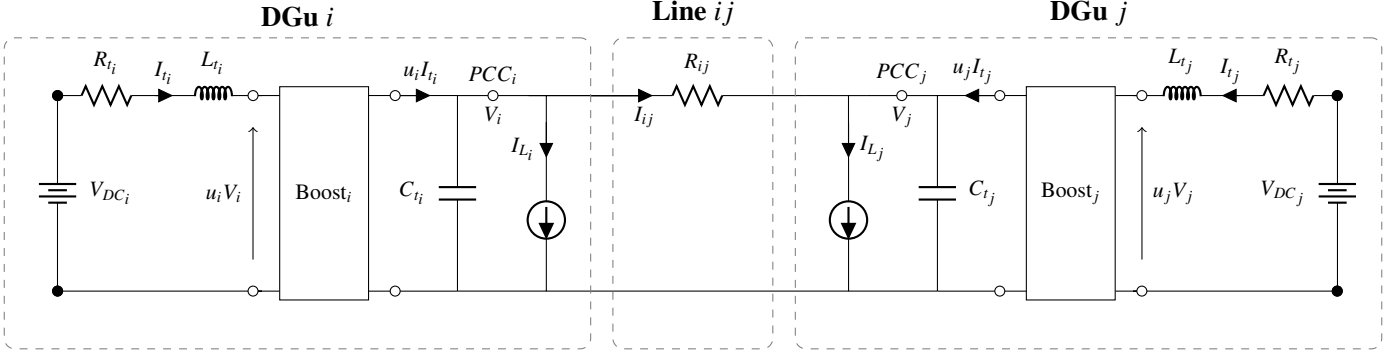 DGu i
Line ij
DGu j
R_{t_i}
I_{t_i}
L_{t_i}
u_i I_{t_i}
PCC_i
V_i
I_{ij}
R_{ij}
PCC_j
V_j
u_j I_{t_j}
L_{t_j}
I_{t_j}
R_{t_j}
V_{DC_i}
u_i V_i
Boost_i
C_{t_i}
I_{L_i}
I_{L_j}
C_{t_j}
Boost_j
u_j V_j
V_{DC_j}